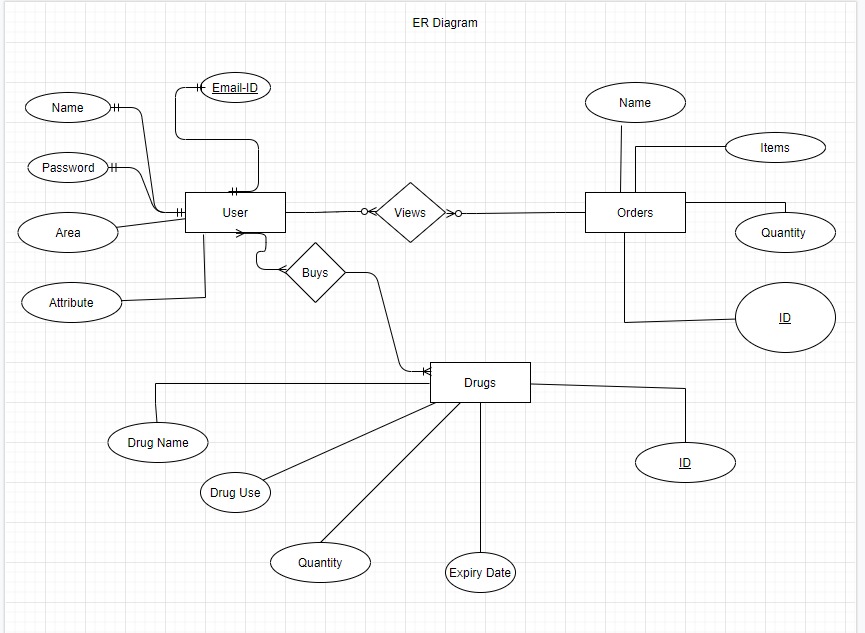 ER Diagram
Email-ID
Name
Name
Password
Items
User
Views
Orders
Area
Quantity
Buys
Attribute
ID
Drugs
Drug Name
ID
Drug Use
Quantity
Expiry Date